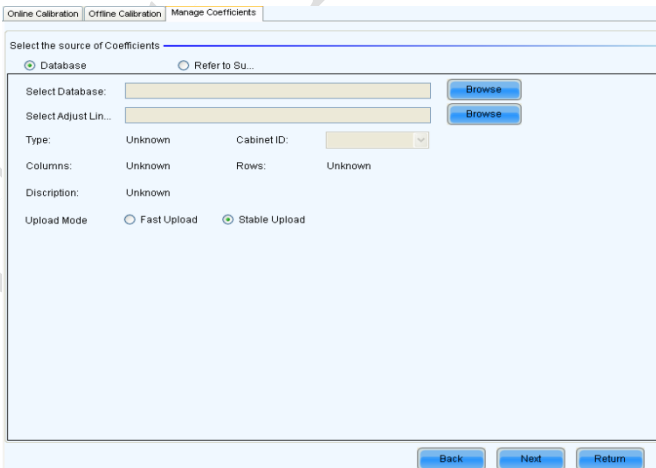 Online Calibration Offline Calibration Manage Coefficients
Select the source of Coefficients
Database Refer to Su...
Select Database: Browse
Select Adjust Lin... Browse
Type: Unknown Cabinet ID:
Columns: Unknown Rows: Unknown
Discription: Unknown
Upload Mode Fast Upload Stable Upload
Back Next Return